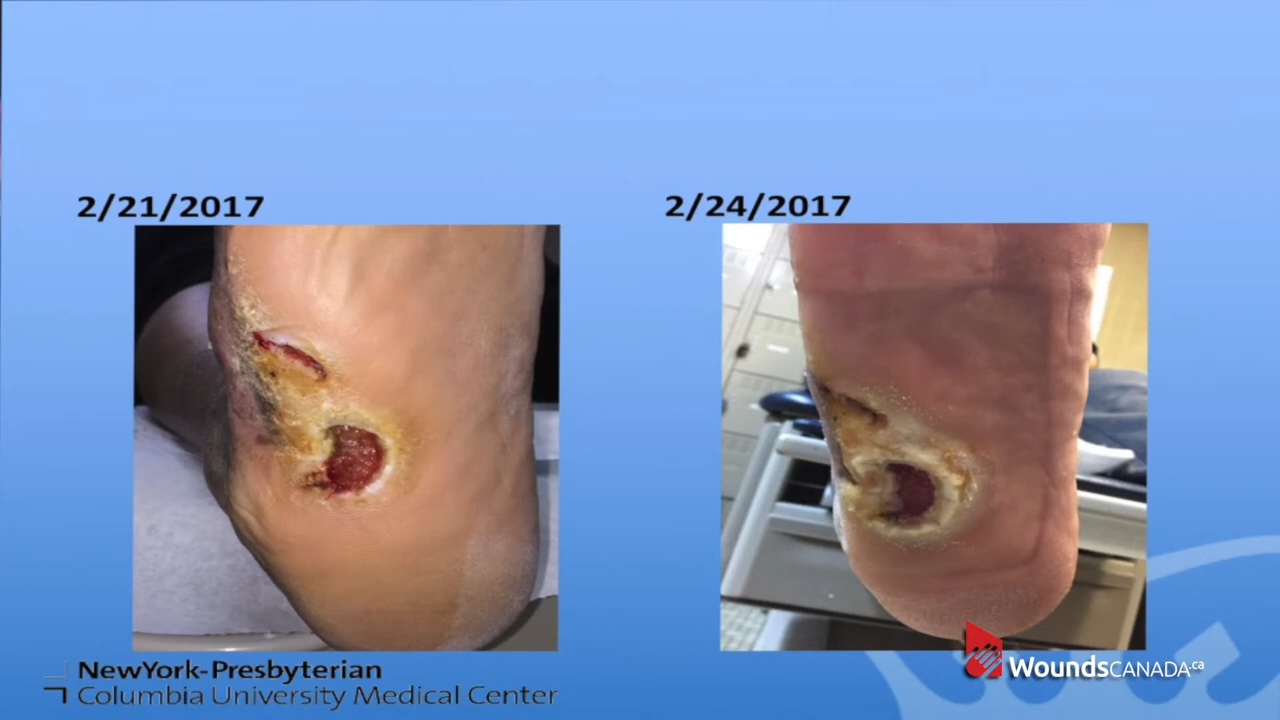 2/21/2017
2/24/2017
NewYork-Presbyterian
Columbia University Medical Center
WoundsCANADA.ca